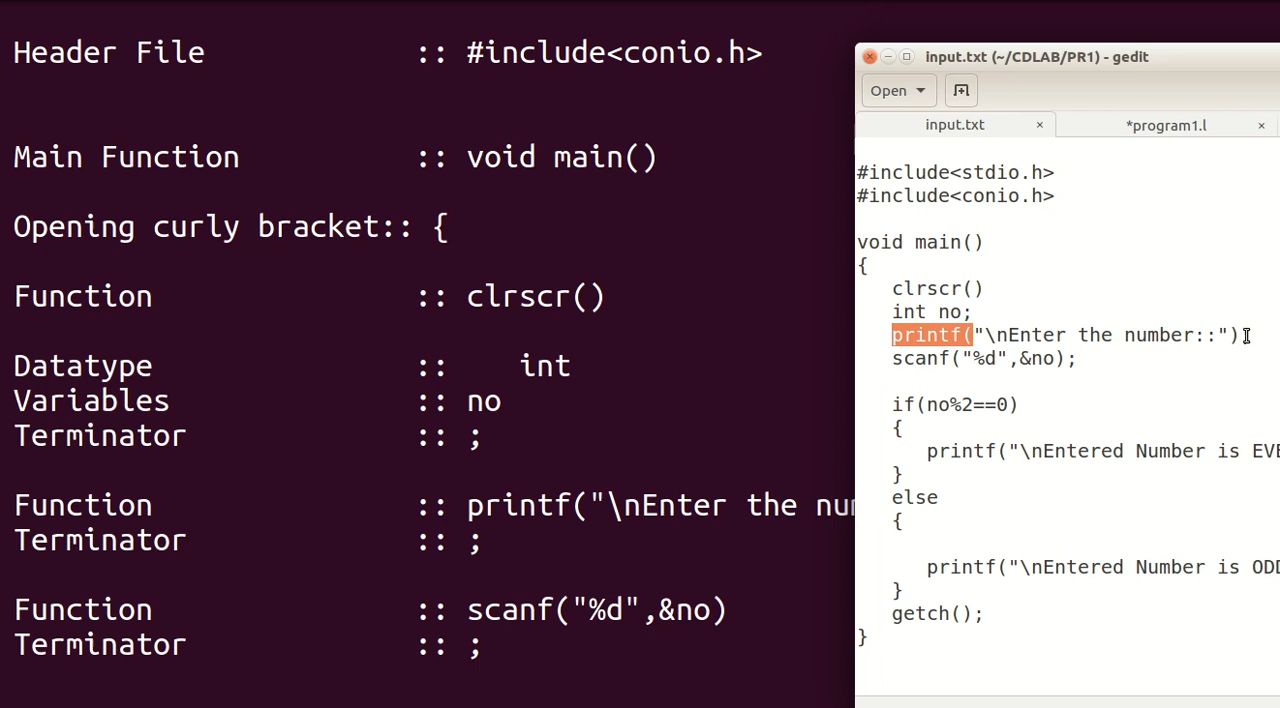 Header File :: #include<conio.h>
Main Function :: void main()
Opening curly bracket:: {
Function :: clrscr()
Datatype :: int
Variables :: no
Terminator :: ;
Function :: printf("\nEnter the
Terminator :: ;
Function :: scanf("%d",&no)
Terminator :: ;
input.txt (~/CDLAB/PR1) - gedit
Open
input.txt × *program1.l ×
#include<stdio.h>
#include<conio.h>
void main()
{
clrscr()
int no;
printf("\nEnter the number::")
scanf("%d",&no);
if(no%2==0)
{
printf("\nEntered Number is
}
else
{
printf("\nEntered Number is
}
getch();
}